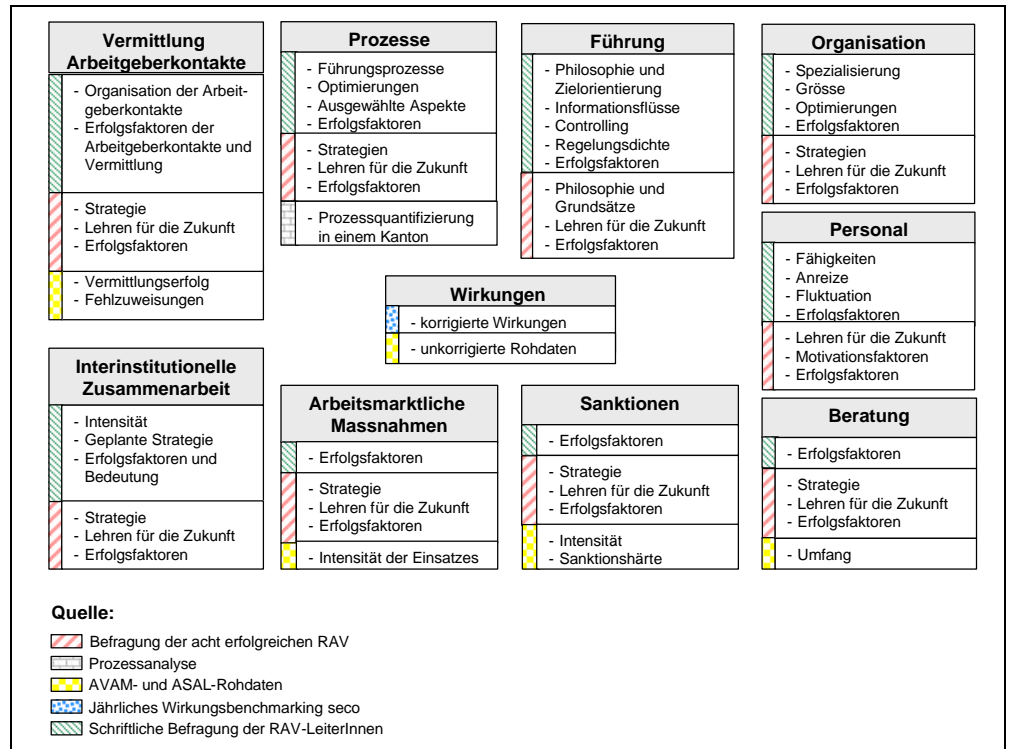 Vermittlung
Arbeitgeberkontakte
- Organisation der Arbeit-
geberkontakte
- Erfolgsfaktoren der
Arbeitgeberkontakte und
Vermittlung
- Strategie
- Lehren für die Zukunft
- Erfolgsfaktoren
- Vermittlungserfolg
- Fehlzuweisungen
Prozesse
- Führungsprozesse
- Optimierungen
- Ausgewählte Aspekte
- Erfolgsfaktoren
- Strategien
- Lehren für die Zukunft
- Erfolgsfaktoren
- Prozessquantifizierung
in einem Kanton
Führung
- Philosophie und
Zielorientierung
- Informationsflüsse
- Controlling
- Regelungsdichte
- Erfolgsfaktoren
- Philosophie und
Grundsätze
- Lehren für die Zukunft
- Erfolgsfaktoren
Organisation
- Spezialisierung
- Grösse
- Optimierungen
- Erfolgsfaktoren
- Strategien
- Lehren für die Zukunft
- Erfolgsfaktoren
Personal
- Fähigkeiten
- Anreize
- Fluktuation
- Erfolgsfaktoren
- Lehren für die Zukunft
- Motivationsfaktoren
- Erfolgsfaktoren
Wirkungen
- korrigierte Wirkungen
- unkorrigierte Rohdaten
Interinstitutionelle
Zusammenarbeit
- Intensität
- Geplante Strategie
- Erfolgsfaktoren und
Bedeutung
- Strategie
- Lehren für die Zukunft
- Erfolgsfaktoren
Arbeitsmarktliche
Massnahmen
- Erfolgsfaktoren
- Strategie
- Lehren für die Zukunft
- Erfolgsfaktoren
- Intensität der Einsatzes
Sanktionen
- Erfolgsfaktoren
- Strategie
- Lehren für die Zukunft
- Erfolgsfaktoren
- Intensität
- Sanktionshärte
Beratung
- Erfolgsfaktoren
- Strategie
- Lehren für die Zukunft
- Erfolgsfaktoren
- Umfang
Quelle:
Befragung der acht erfolgreichen RAV
Prozessanalyse
AVAM- und ASAL-Rohdaten
Jährliches Wirkungsbenchmarking seco
Schriftliche Befragung der RAV-LeiterInnen